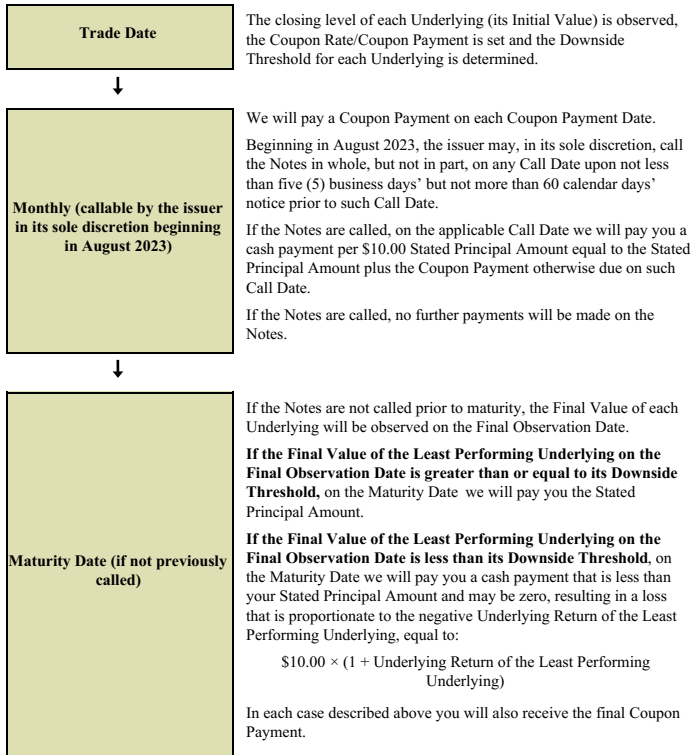 Trade Date
The closing level of each Underlying (its Initial Value) is observed,
the Coupon Rate/Coupon Payment is set and the Downside
Threshold for each Underlying is determined.
Monthly (callable by the issuer
in its sole discretion beginning
in August 2023)
We will pay a Coupon Payment on each Coupon Payment Date.
Beginning in August 2023, the issuer may, in its sole discretion, call
the Notes in whole, but not in part, on any Call Date upon not less
than five (5) business days’ but not more than 60 calendar days’
notice prior to such Call Date.
If the Notes are called, on the applicable Call Date we will pay you a
cash payment per $10.00 Stated Principal Amount equal to the Stated
Principal Amount plus the Coupon Payment otherwise due on such
Call Date.
If the Notes are called, no further payments will be made on the
Notes.
Maturity Date (if not previously
called)
If the Notes are not called prior to maturity, the Final Value of each
Underlying will be observed on the Final Observation Date.
If the Final Value of the Least Performing Underlying on the
Final Observation Date is greater than or equal to its Downside
Threshold, on the Maturity Date we will pay you the Stated
Principal Amount.
If the Final Value of the Least Performing Underlying on the
Final Observation Date is less than its Downside Threshold, on
the Maturity Date we will pay you a cash payment that is less than
your Stated Principal Amount and may be zero, resulting in a loss
that is proportionate to the negative Underlying Return of the Least
Performing Underlying, equal to:
$10.00 × (1 + Underlying Return of the Least Performing
Underlying)
In each case described above you will also receive the final Coupon
Payment.